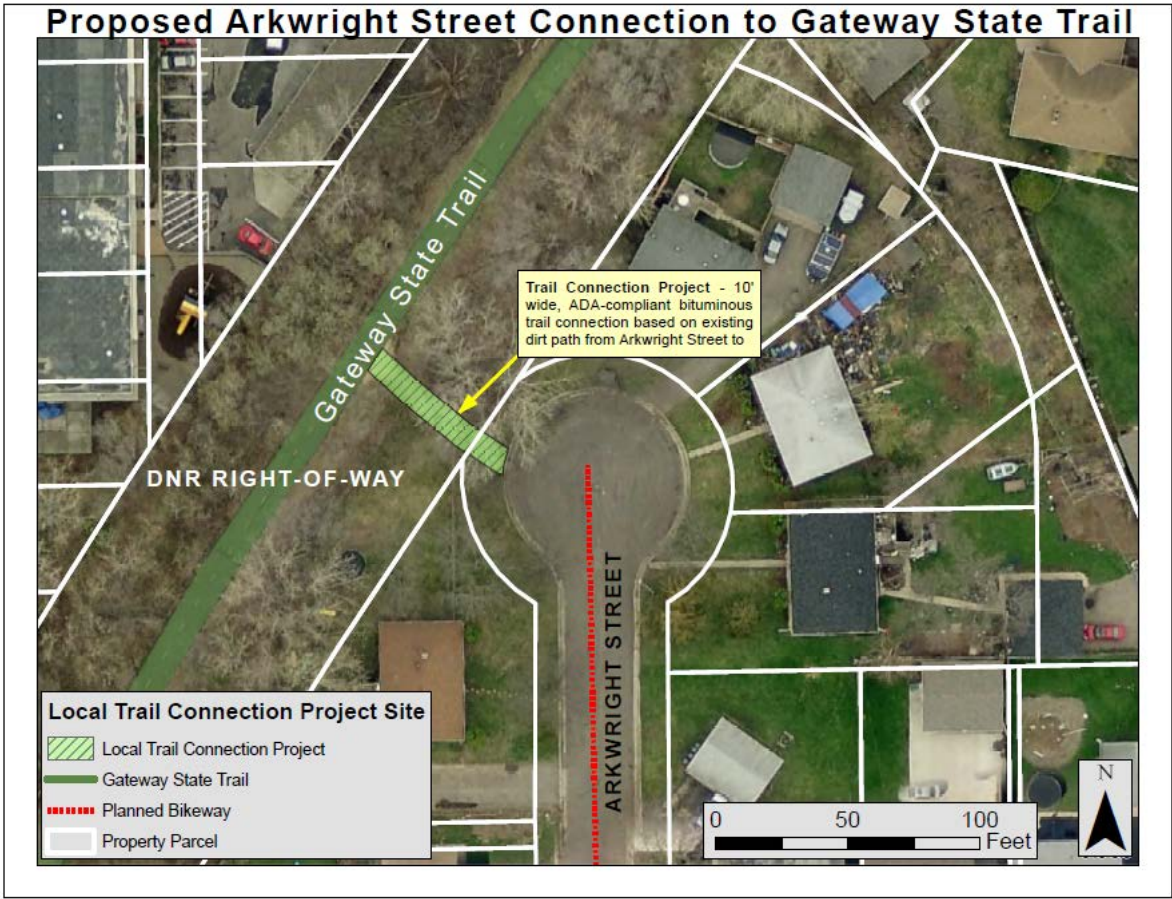 Proposed Arkwright Street Connection to Gateway State Trail
Gateway State Trail
Trail Connection Project - 10'
wide, ADA-compliant bituminous
trail connection based on existing
dirt path from Arkwright Street to
DNR RIGHT-OF-WAY
ARKWRIGHT STREET
Local Trail Connection Project Site
Local Trail Connection Project
Gateway State Trail
Planned Bikeway
Property Parcel
0 50 100
Feet
N